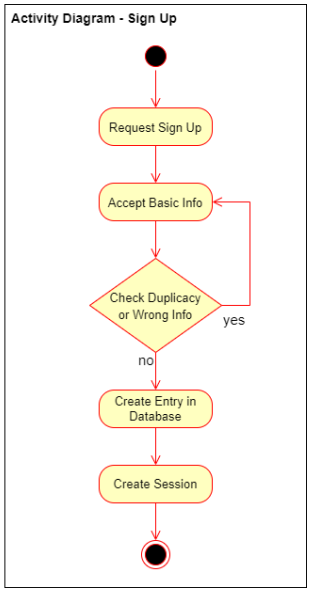 Activity Diagram - Sign Up
Request Sign Up
Accept Basic Info
Check Duplicacy
or Wrong Info
yes
no
Create Entry in
Database
Create Session